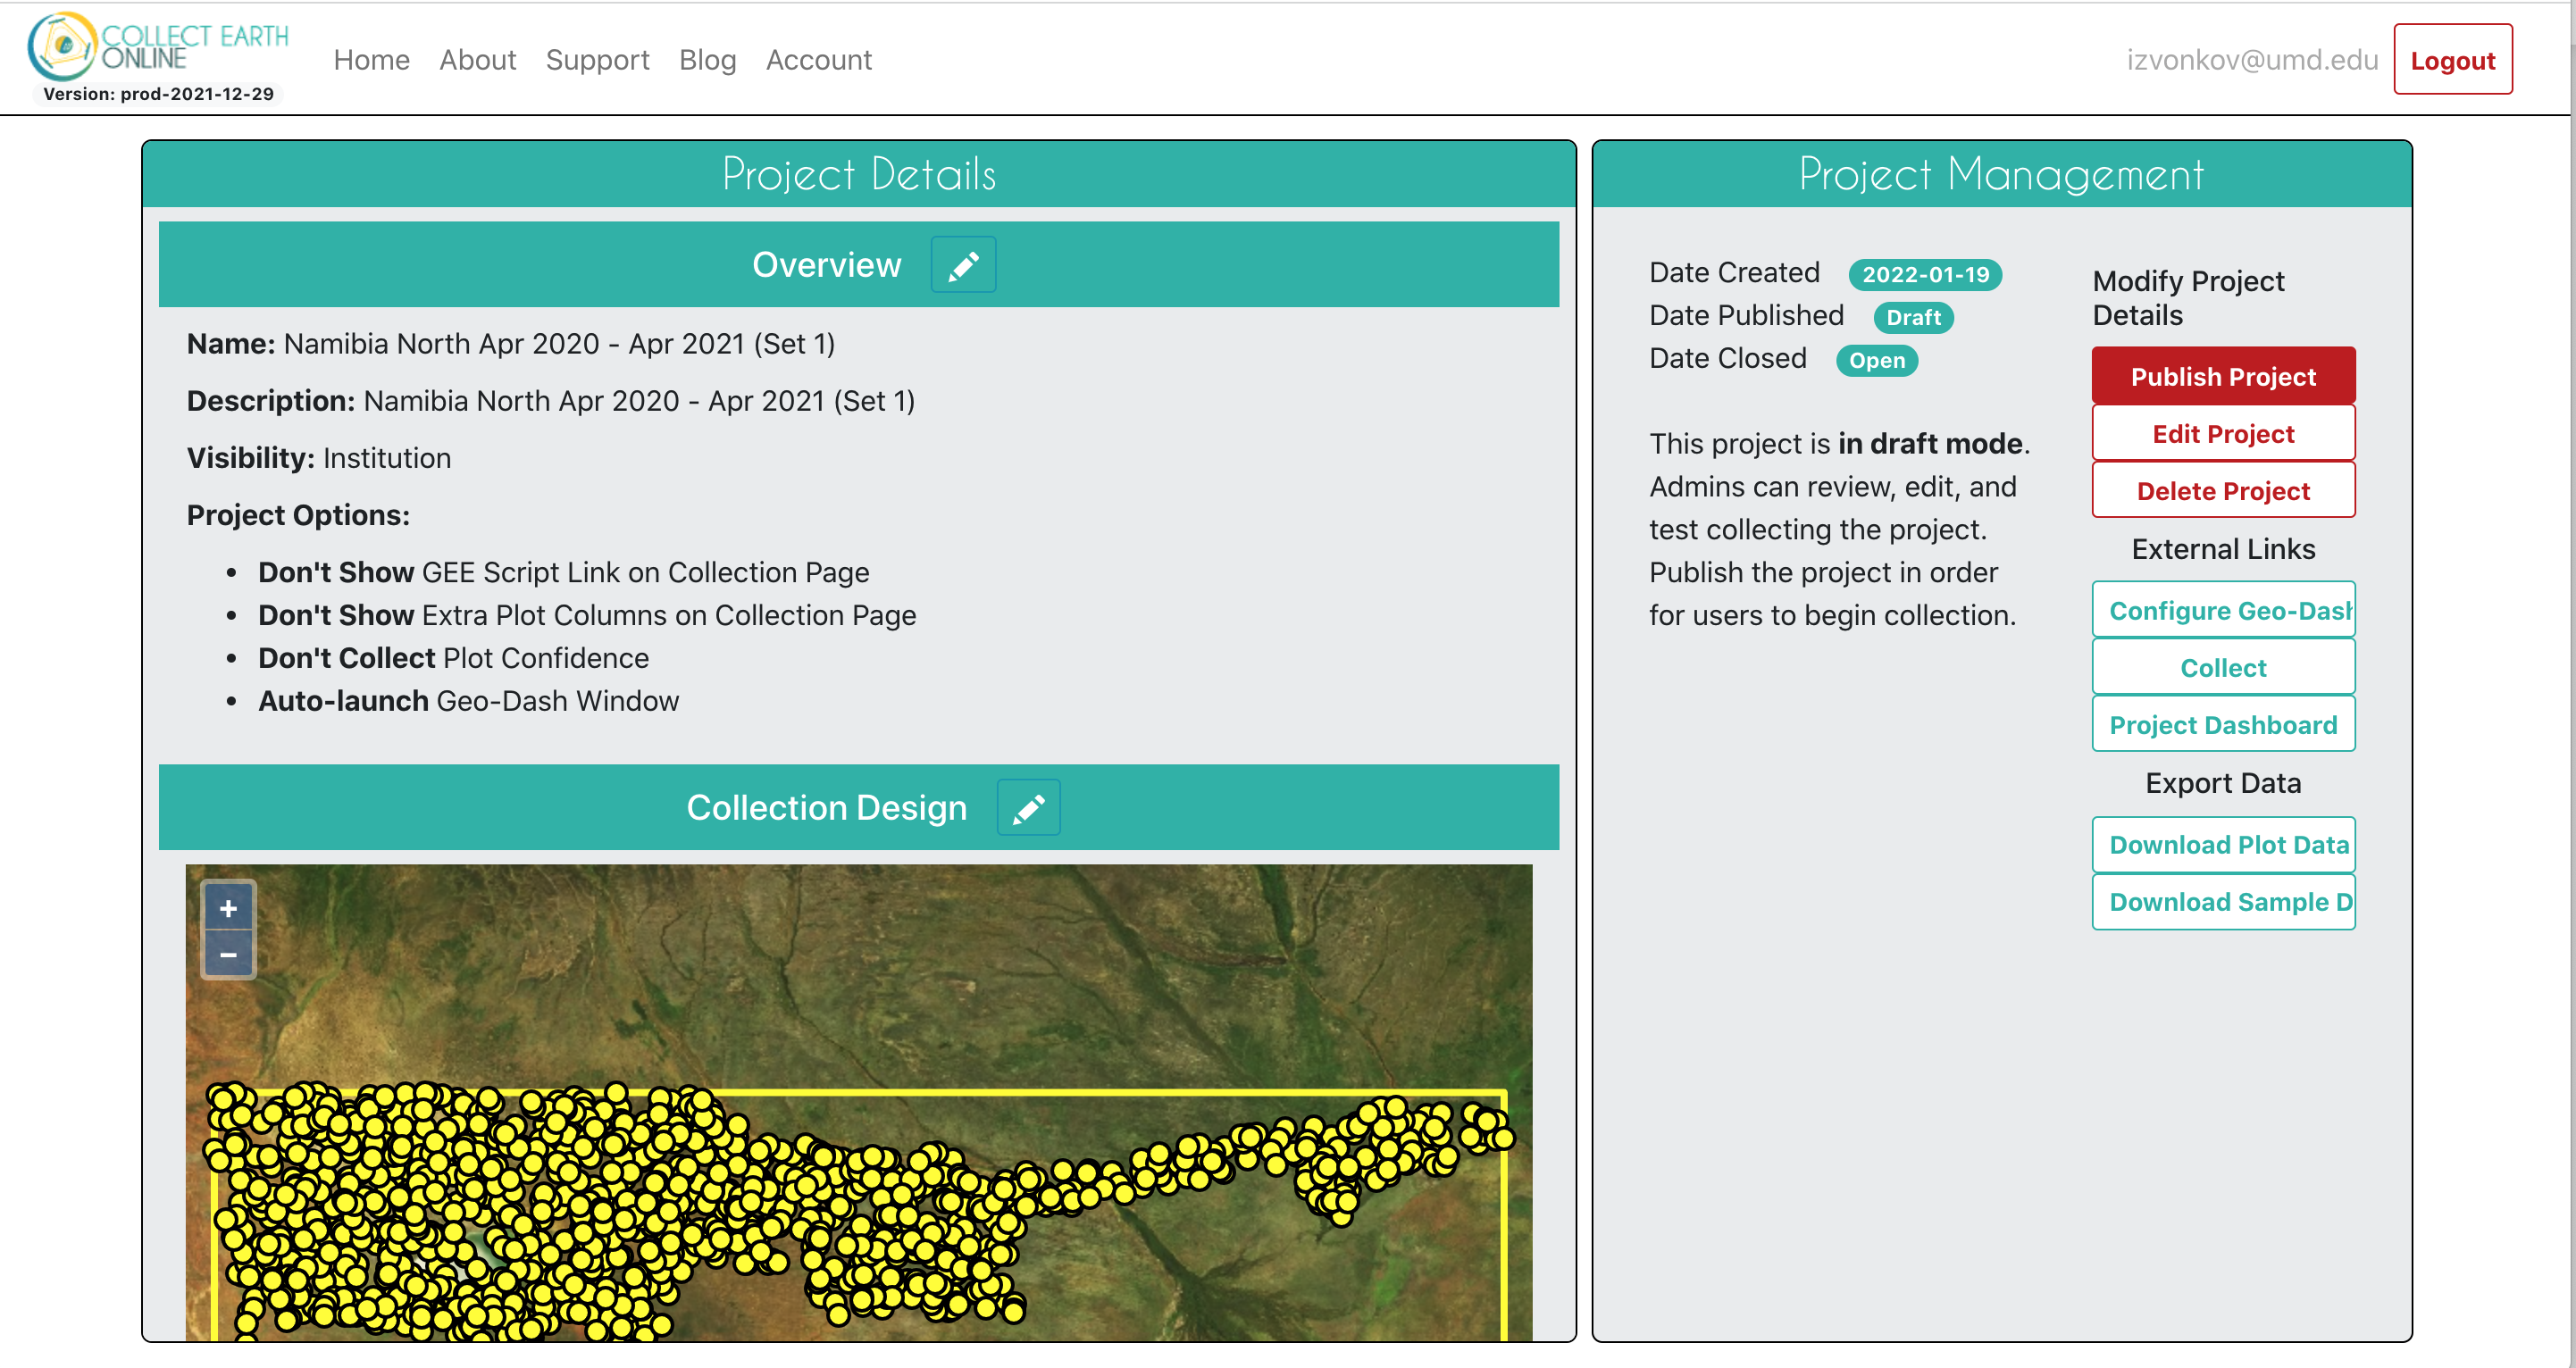 COLLECT EARTH
ONLINE
Version: prod-2021-12-29
Home About Support Blog Account
izvonkov@umd.edu
Logout
Project Details
Overview
Name: Namibia North Apr 2020 - Apr 2021 (Set 1)
Description: Namibia North Apr 2020 - Apr 2021 (Set 1)
Visibility: Institution
Project Options:
• Don't Show GEE Script Link on Collection Page
• Don't Show Extra Plot Columns on Collection Page
• Don't Collect Plot Confidence
• Auto-launch Geo-Dash Window
Collection Design
+
−
Project Management
Date Created 2022-01-19
Date Published Draft
Date Closed Open
This project is in draft mode.
Admins can review, edit, and
test collecting the project.
Publish the project in order
for users to begin collection.
Modify Project
Details
Publish Project
Edit Project
Delete Project
External Links
Configure Geo-Dash
Collect
Project Dashboard
Export Data
Download Plot Data
Download Sample D